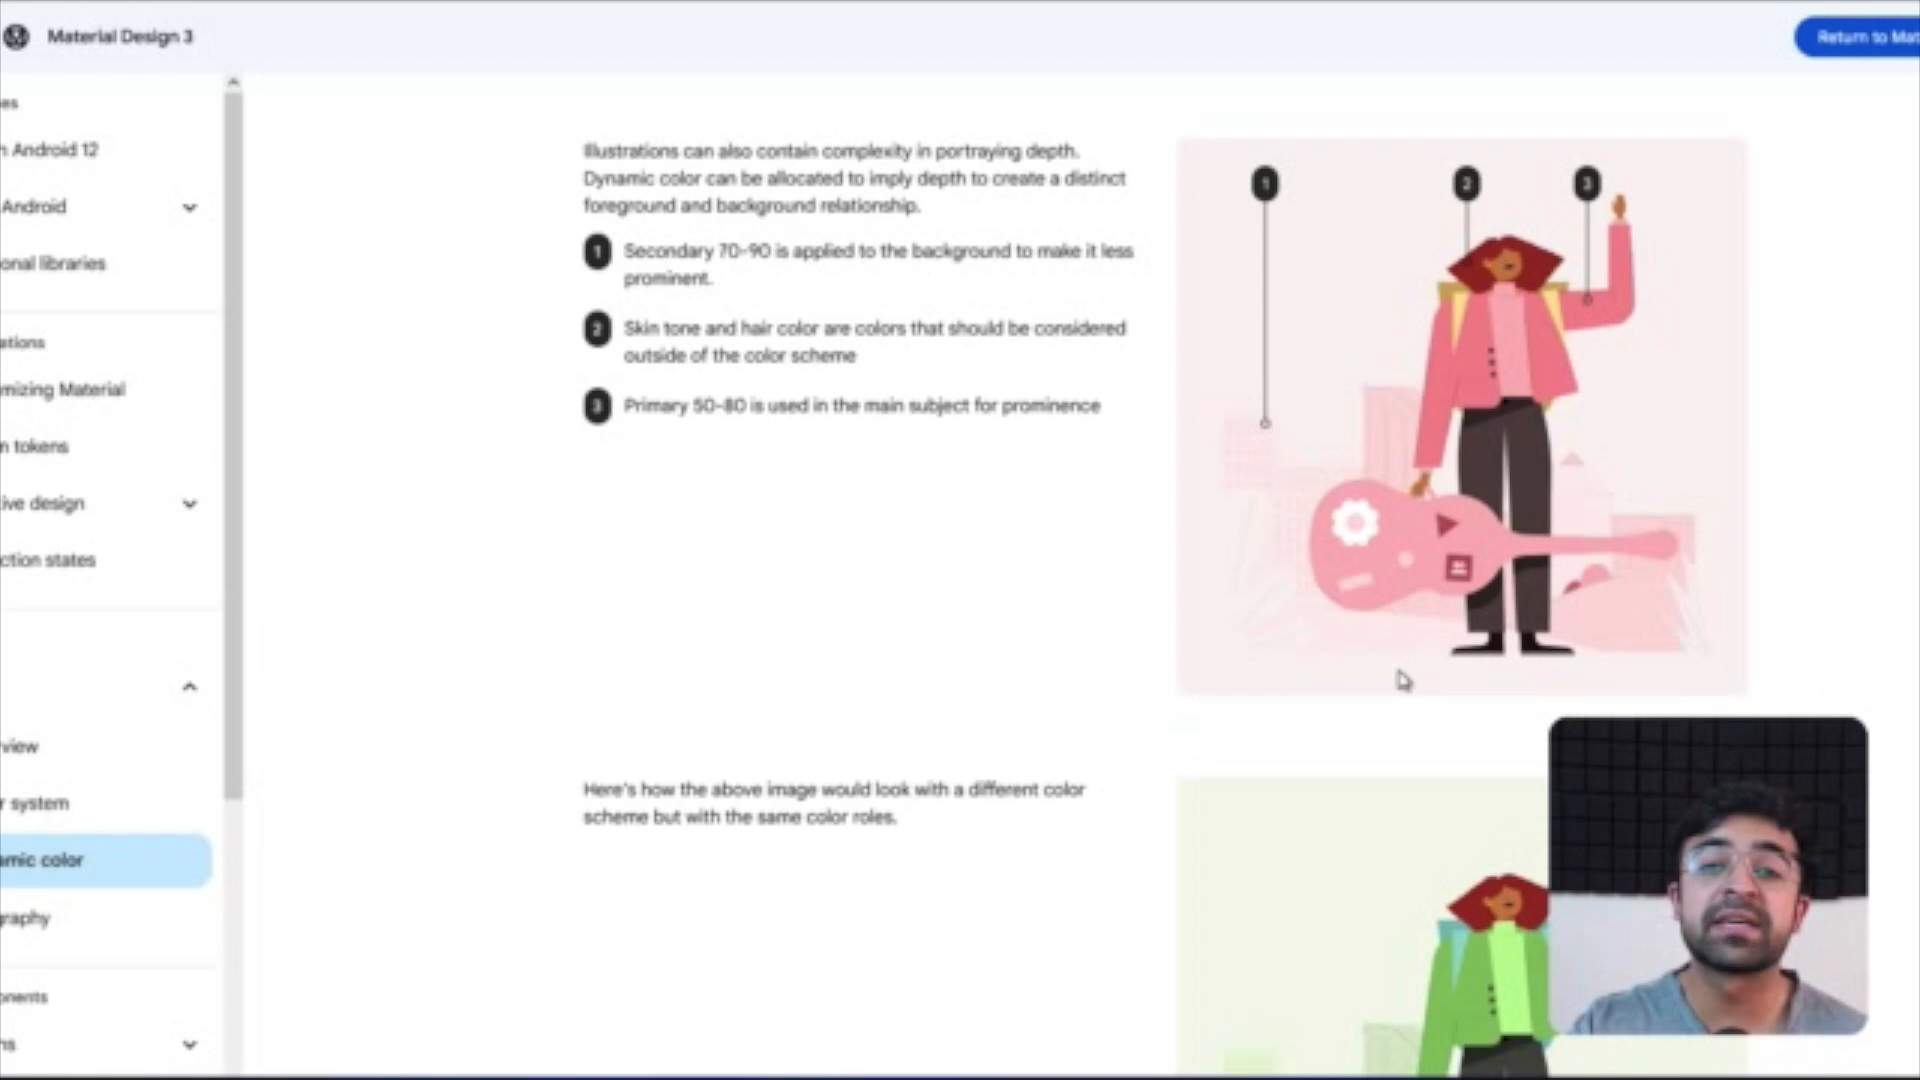 Material Design 3
Return to Mat
es
n Android 12
Android
onal libraries
ations
mizing Material
n tokens
ive design
ction states
rview
r system
amic color
graphy
onents
ns
Illustrations can also contain complexity in portraying depth.
Dynamic color can be allocated to imply depth to create a distinct
foreground and background relationship.
1 Secondary 70-90 is applied to the background to make it less
prominent.
2 Skin tone and hair color are colors that should be considered
outside of the color scheme
3 Primary 50-80 is used in the main subject for prominence
1 2 3
Here's how the above image would look with a different color
scheme but with the same color roles.